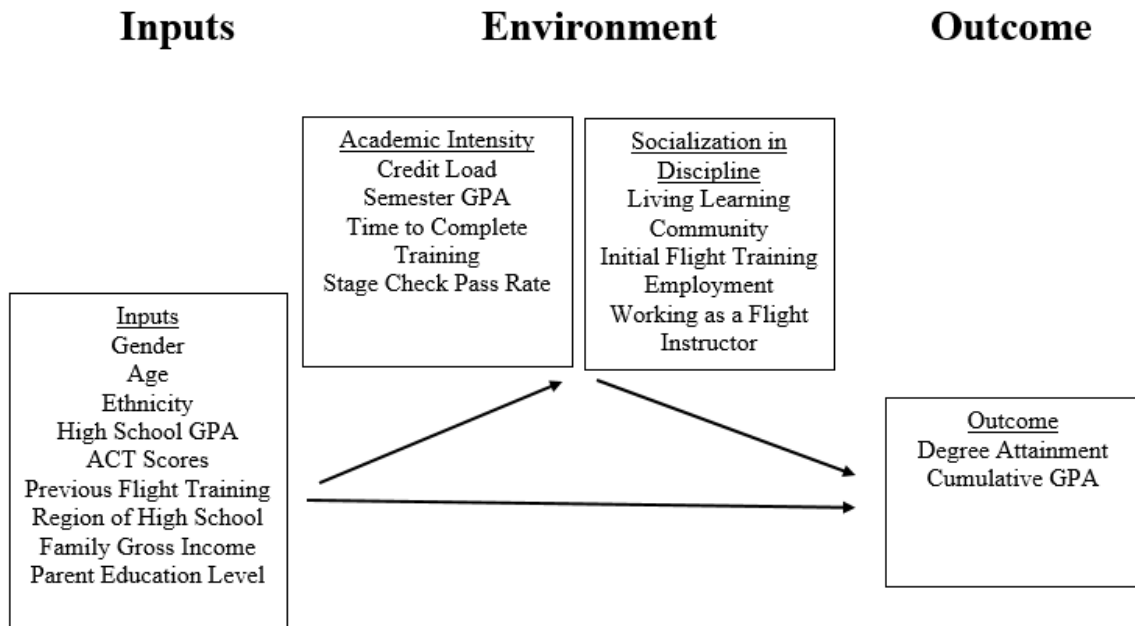 Inputs
Environment
Outcome
Academic Intensity
Credit Load
Semester GPA
Time to Complete
Training
Stage Check Pass Rate
Socialization in
Discipline
Living Learning
Community
Initial Flight Training
Employment
Working as a Flight
Instructor
Inputs
Gender
Age
Ethnicity
High School GPA
ACT Scores
Previous Flight Training
Region of High School
Family Gross Income
Parent Education Level
Outcome
Degree Attainment
Cumulative GPA